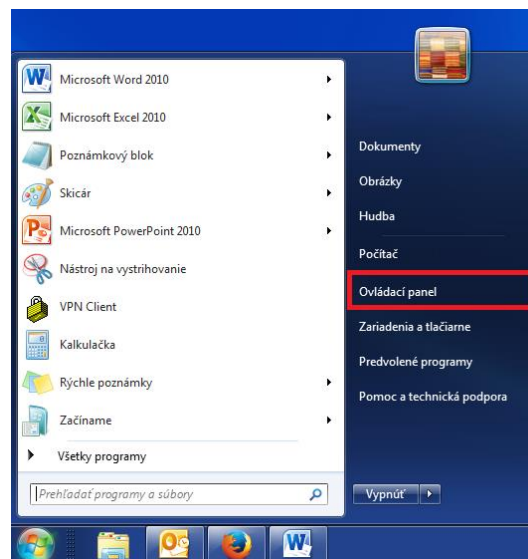 Microsoft Word 2010
Microsoft Excel 2010
Poznámkový blok
Skicár
Microsoft PowerPoint 2010
Nástroj na vystrihovanie
VPN Client
Kalkulačka
Rýchle poznámky
Začíname
Všetky programy
Prehľadať programy a súbory
Dokumenty
Obrázky
Hudba
Počítač
Ovládací panel
Zariadenia a tlačiarne
Predvolené programy
Pomoc a technická podpora
Vypnúť